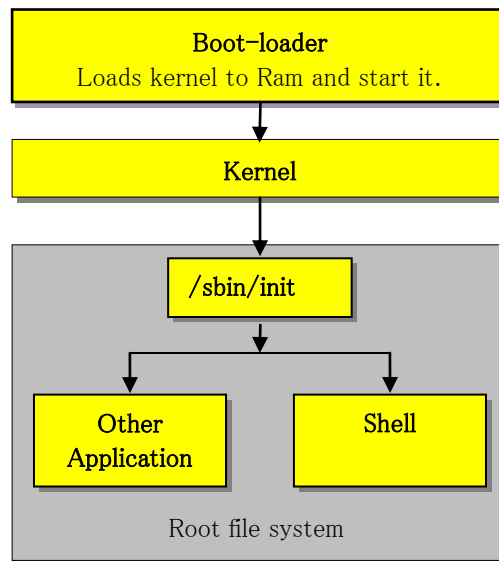 Boot-loader
Loads kernel to Ram and start it.
Kernel
/sbin/init
Other
Application
Shell
Root file system